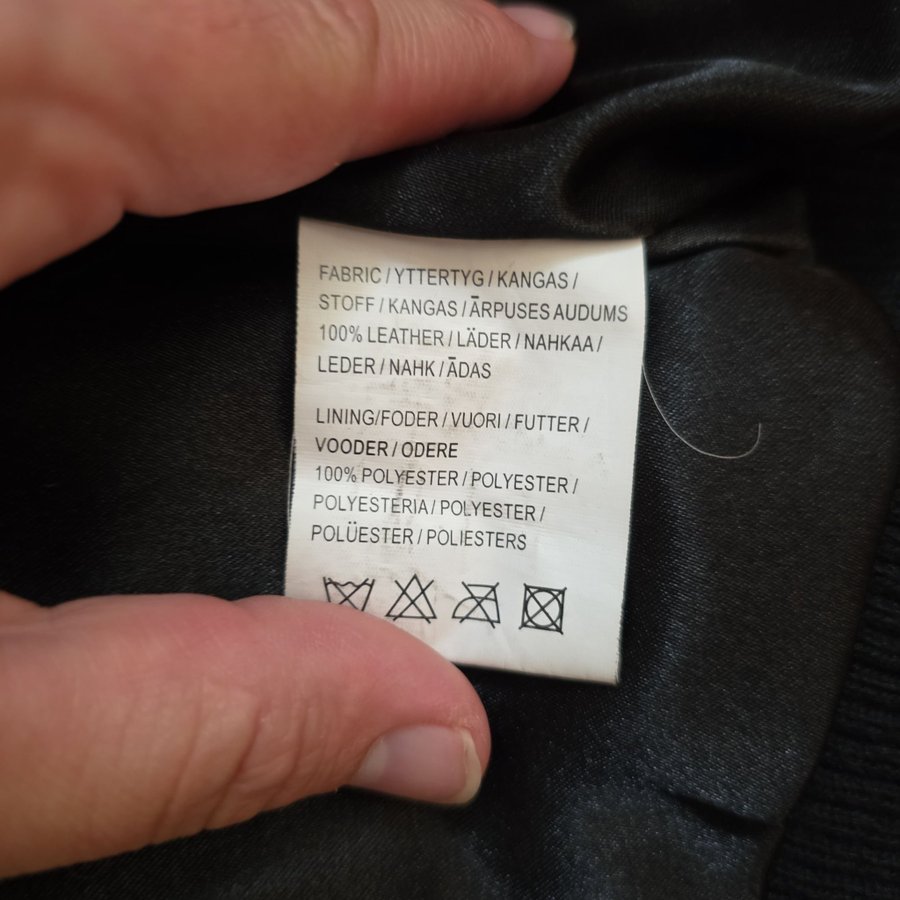 FABRIC / YTTERTYG / KANGAS /
STOFF / KANGAS / ĀRPUSES AUDUMS
100% LEATHER / LÄDER / NAHKAA /
LEDER / NAHK / ĀDAS
LINING/FODER / VUORI / FUTTER /
VOODER / ODERE
100% POLYESTER / POLYESTER /
POLYESTERIA / POLYESTER /
POLÜESTER / POLIESTERS